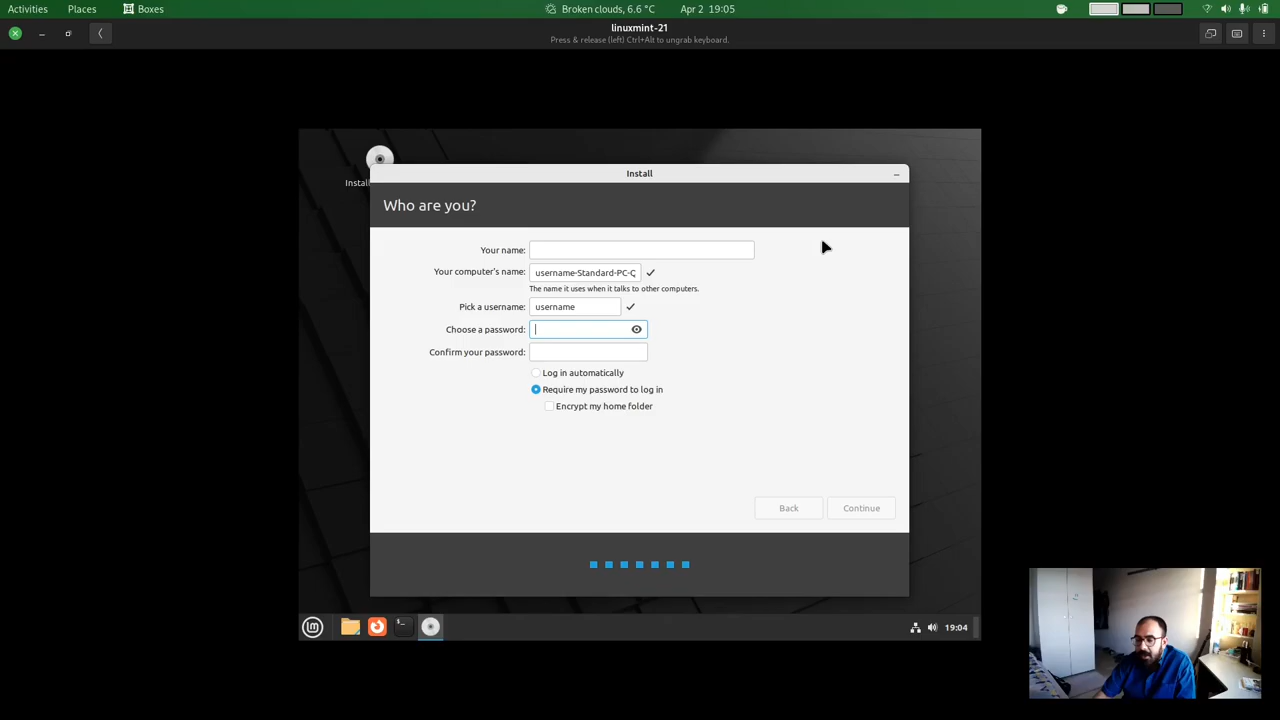 Activities Places Boxes Broken clouds, 6.6 °C Apr 2 19:05
linuxmint-21
Press & release (left) Ctrl+Alt to ungrab keyboard.
Install
Install
Who are you?
Your name:
Your computer's name: username-Standard-PC-Q
The name it uses when it talks to other computers.
Pick a username: username
Choose a password:
Confirm your password:
Log in automatically
Require my password to log in
Encrypt my home folder
Back Continue
19:04